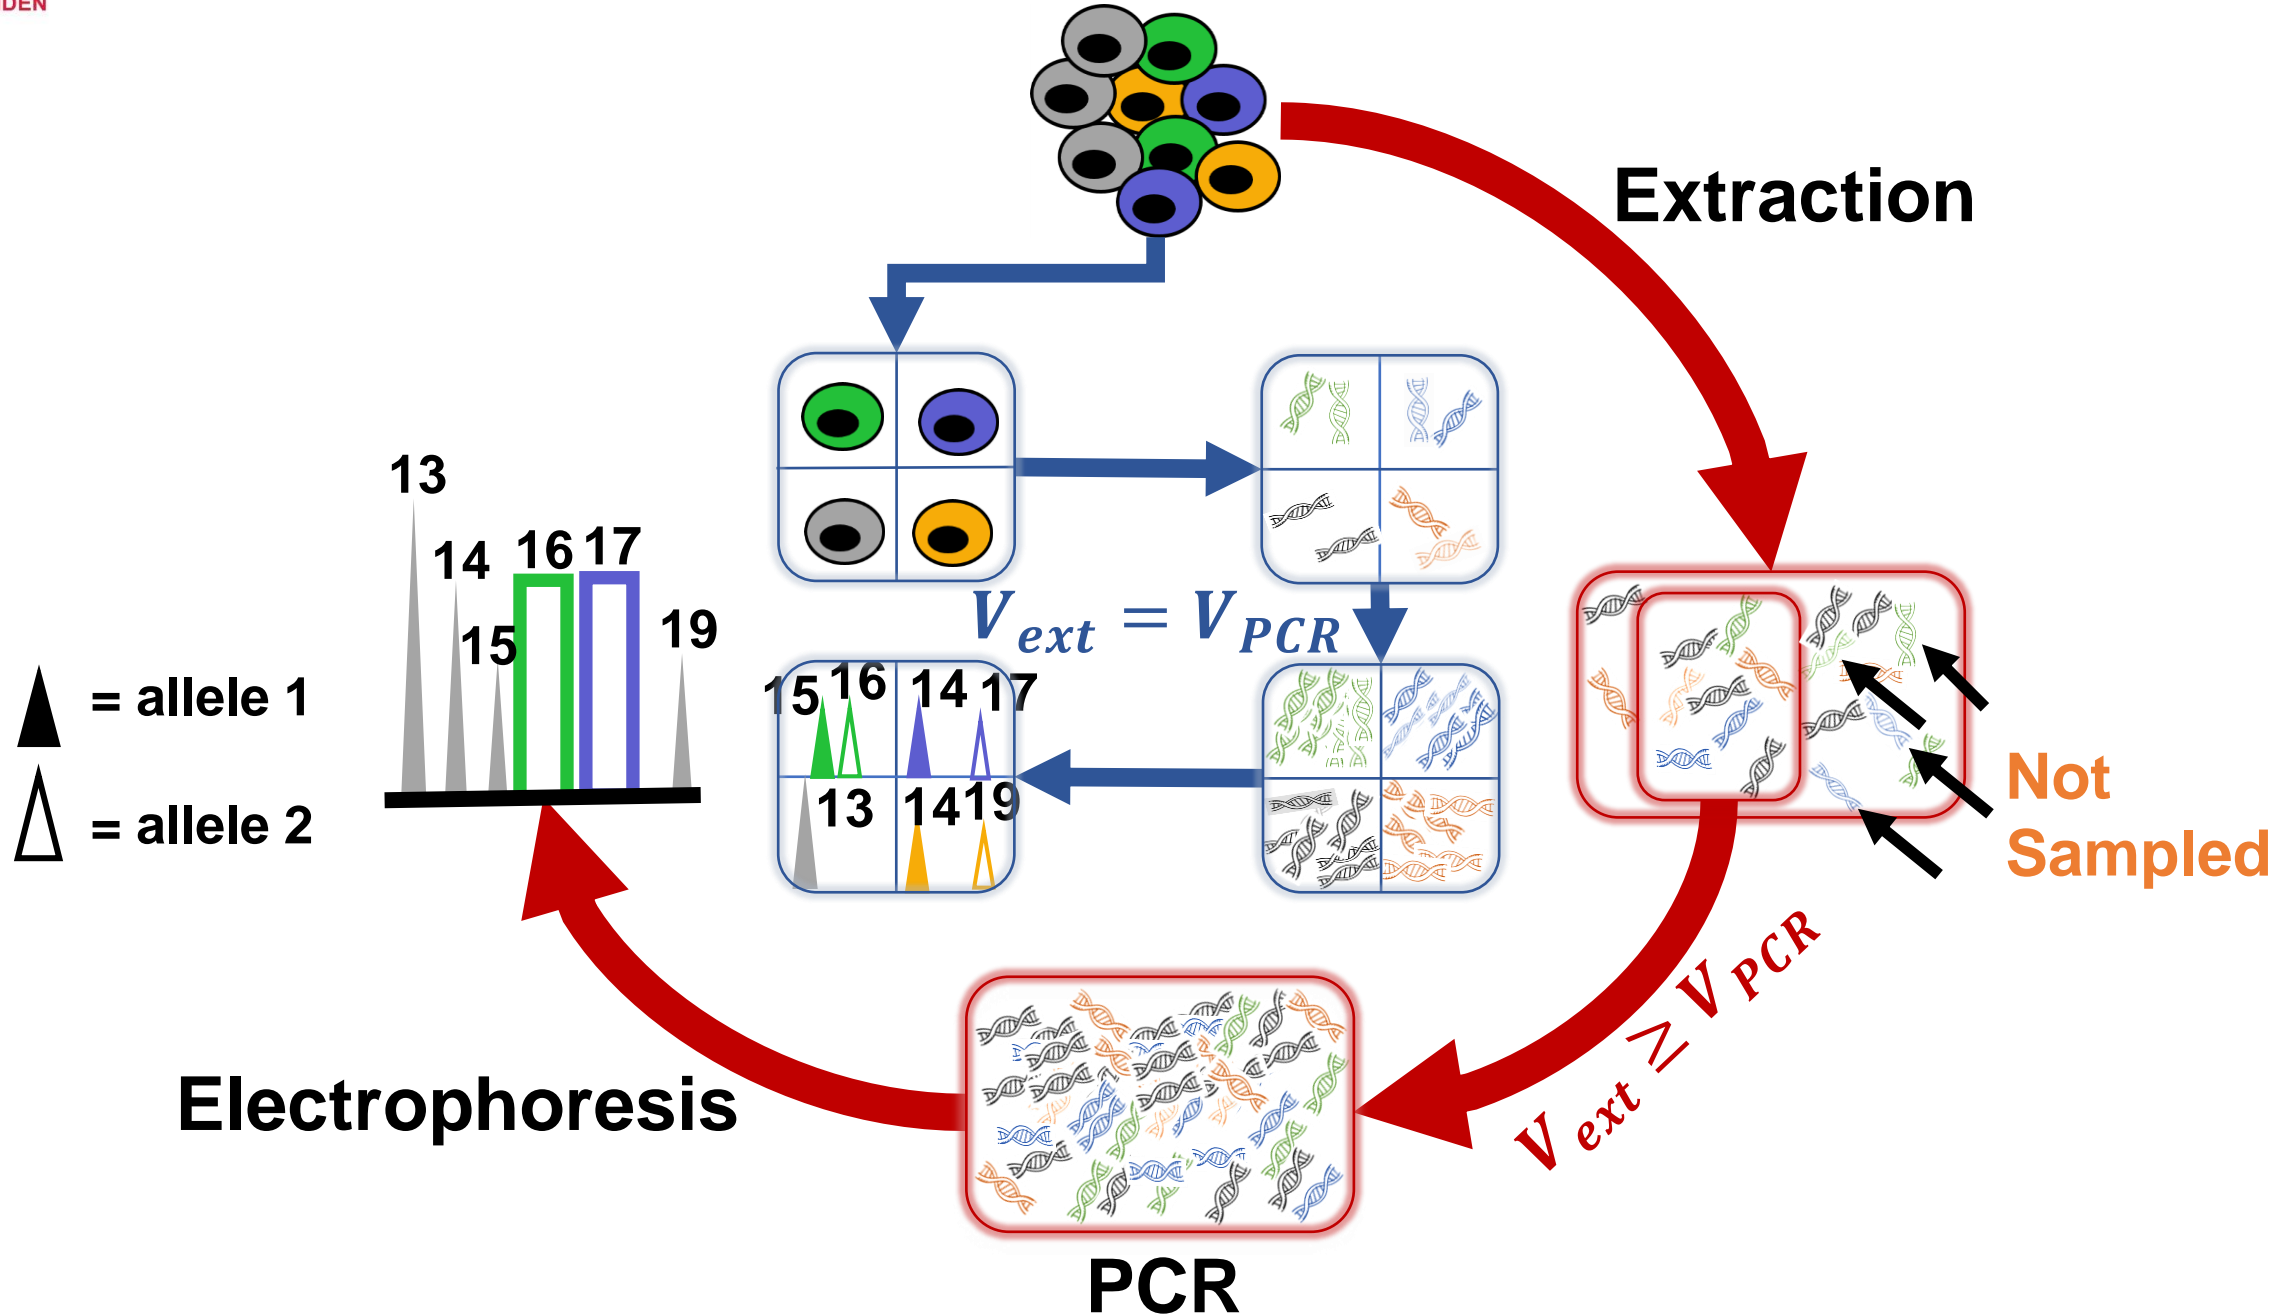 Extraction
13
14
16
17
15
19
= allele 1
= allele 2
V ext = V PCR
15
16
14
17
13
14
19
Not
Sampled
V ext ≥ V PCR
Electrophoresis
PCR